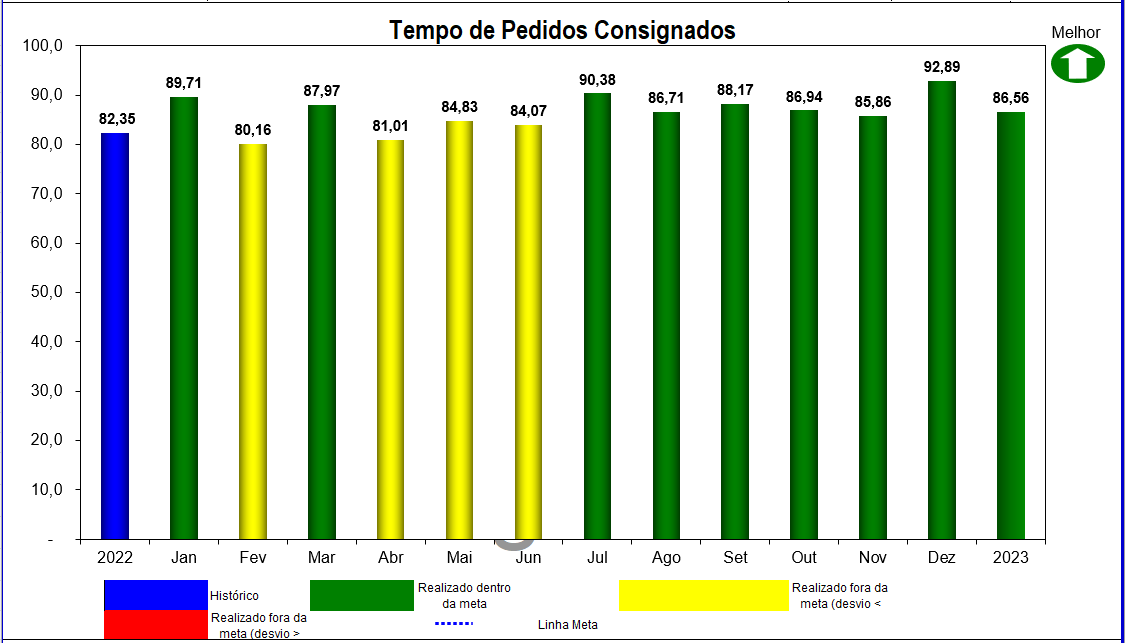 Tempo de Pedidos Consignados
Melhor
100,0
90,0
80,0
70,0
60,0
50,0
40,0
30,0
20,0
10,0
-
82,35
89,71
80,16
87,97
81,01
84,83
84,07
90,38
86,71
88,17
86,94
85,86
92,89
86,56
2022 Jan Fev Mar Abr Mai Jun Jul Ago Set Out Nov Dez 2023
Histórico
Realizado dentro
da meta
Realizado fora da
meta (desvio <
Realizado fora da
meta (desvio >
Linha Meta